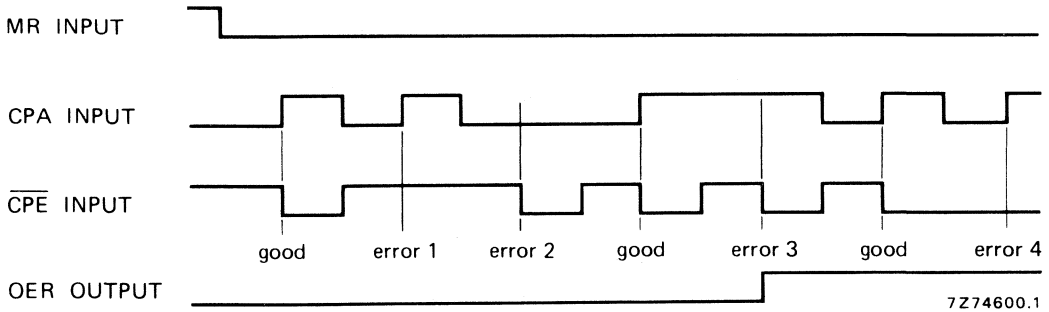 MR INPUT
CPA INPUT
C̅P̅E̅ INPUT
good error 1 error 2 good error 3 good error 4
OER OUTPUT
7Z74600.1